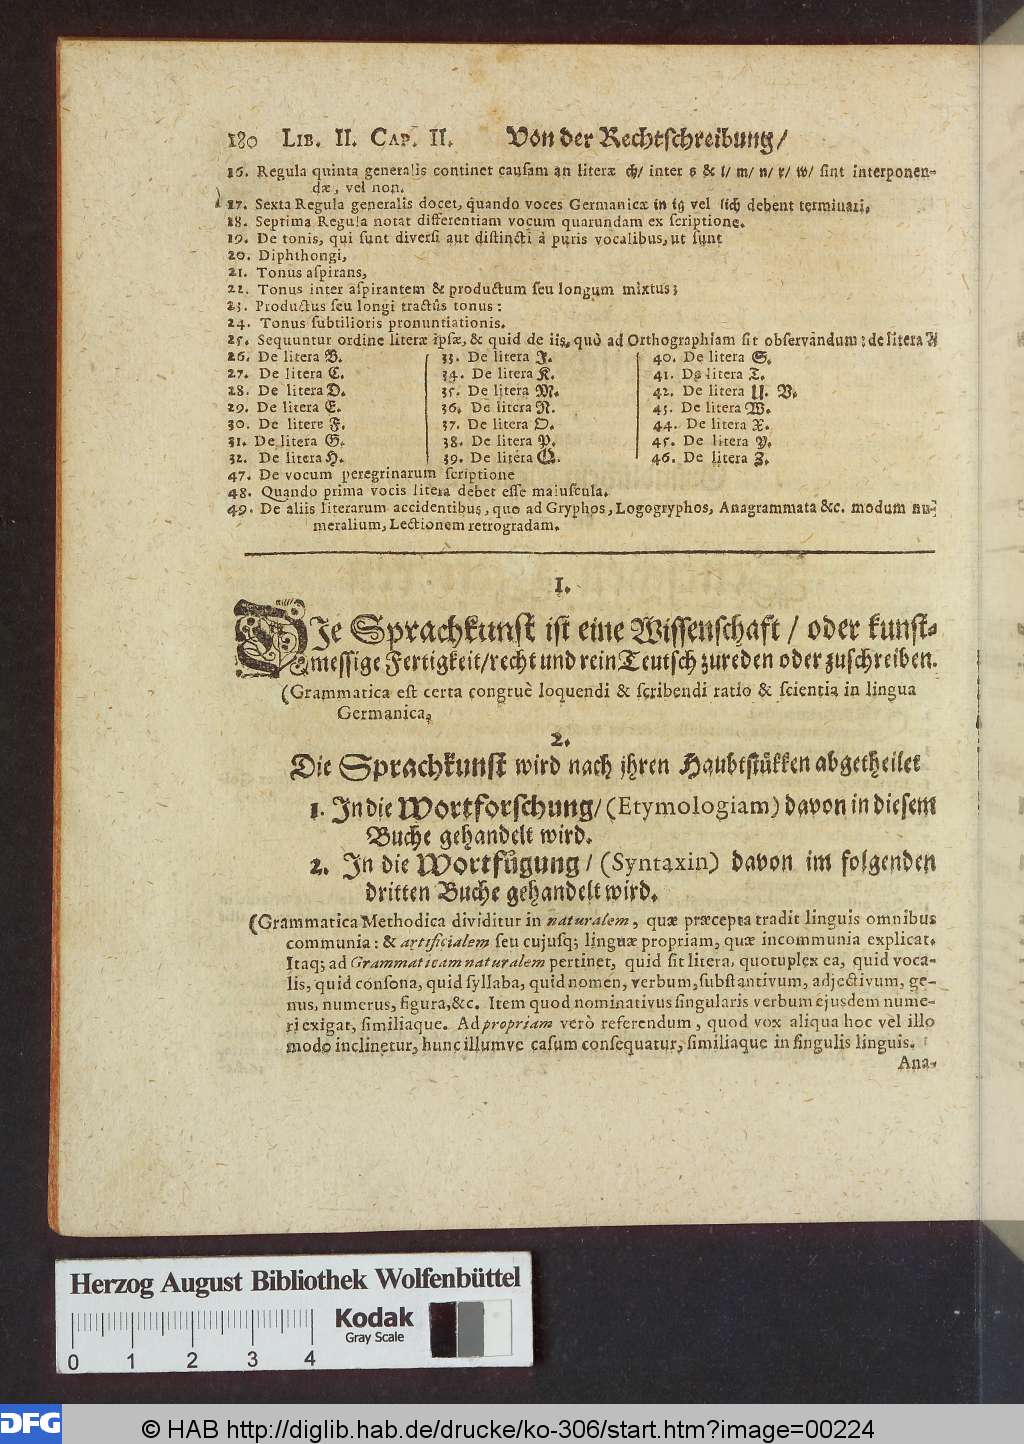 180 LIB. II. CAP. II. Von der Rechtschreibung/
16. Regula quinta generalis continet causam an literæ ch/ inter s & l/ m/ n/ r/ w/ sint interponen-
dæ, vel non.
17. Sexta Regula generalis docet, quando voces Germanicæ in ig vel lich debent terminari.
18. Septima Regula notat differentiam vocum quarundam ex scriptione.
19. De tonis, qui sunt diversi aut distincti à puris vocalibus, ut sunt
20. Diphthongi,
21. Tonus aspirans,
22. Tonus inter aspirantem & productum seu longum mixtus;
23. Productus seu longi tractûs tonus:
24. Tonus subtilioris pronuntiationis.
25. Sequuntur ordine literæ ipsæ, & quid de iis, quò ad Orthographiam sit observandum: de litera A
26. De litera B.
27. De litera C.
28. De litera D.
29. De litera E.
30. De litere F.
31. De litera G.
32. De litera H.
33. De litera J.
34. De litera K.
35. De litera M.
36. De litera N.
37. De litera O.
38. De litera P.
39. De litera Q.
40. De litera S.
41. De litera T.
42. De litera U. V.
43. De litera W.
44. De litera X.
45. De litera Y.
46. De litera Z.
47. De vocum peregrinarum scriptione
48. Quando prima vocis litera debet esse maiuscula.
49. De aliis literarum accidentibus, quo ad Gryphos, Logogryphos, Anagrammata &c. modum nu-
meralium, Lectionem retrogradam.
I.
DIe Sprachkunst ist eine Wissenschaft / oder kunst-
messige Fertigkeit/ recht und rein Teutsch zureden oder zuschreiben.
(Grammatica est certa congruè loquendi & scribendi ratio & scientia in lingua
Germanica,
2.
Die Sprachkunst wird nach jhren Haubtstükken abgetheilet
1. In die Wortforschung/ (Etymologiam) davon in diesem
Buche gehandelt wird.
2. In die Wortfügung/ (Syntaxin) davon im folgenden
dritten Buche gehandelt wird.
(Grammatica Methodica dividitur in naturalem, quæ præcepta tradit linguis omnibus
communia: & artificialem seu cujusq; linguæ propriam, quæ incommunia explicat.
Itaq; ad Grammaticam naturalem pertinet, quid sit litera, quotuplex ea, quid voca-
lis, quid consona, quid syllaba, quid nomen, verbum, substantivum, adjectivum, ge-
nus, numerus, figura, &c. Item quod nominativus singularis verbum ejusdem nume-
ri exigat, similiaque. Ad propriam verò referendum, quod vox aliqua hoc vel illo
modo inclinetur, hunc illumve casum consequatur, similiaque in singulis linguis.
Ana-
Herzog August Bibliothek Wolfenbüttel
Kodak
Gray Scale
0 1 2 3 4
DFG
© HAB http://diglib.hab.de/drucke/ko-306/start.htm?image=00224